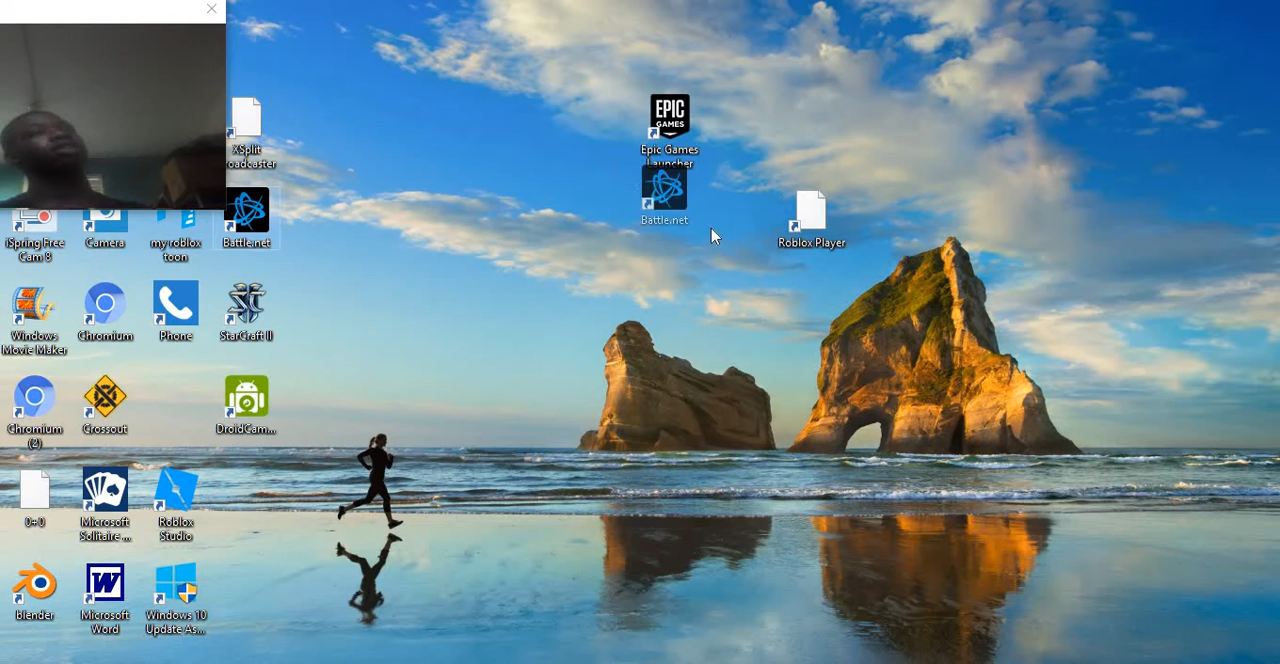 XSplit
oadcaster
EPIC
GAMES
Epic Games
Launcher
Battle.net
Roblox Player
iSpring Free
Cam 8
Camera
my roblox
toon
Battle.net
Windows
Movie Maker
Chromium
Phone
StarCraft II
Chromium
(2)
Crossout
DroidCam...
0+0
Microsoft
Solitaire ...
Roblox
Studio
blender
W
Microsoft
Word
Windows 10
Update As...